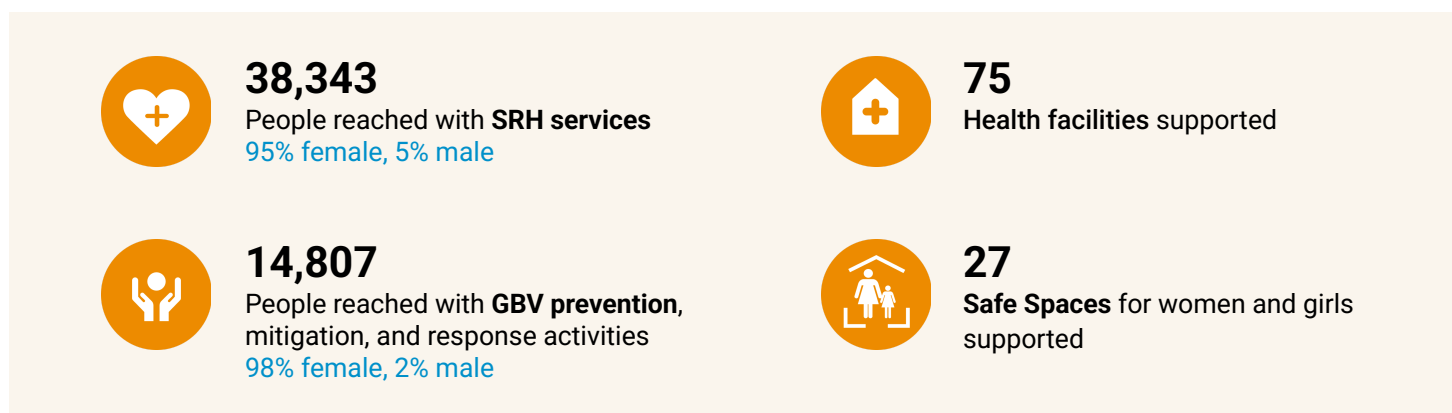 38,343
People reached with SRH services
95% female, 5% male
75
Health facilities supported
14,807
People reached with GBV prevention,
mitigation, and response activities
98% female, 2% male
27
Safe Spaces for women and girls
supported